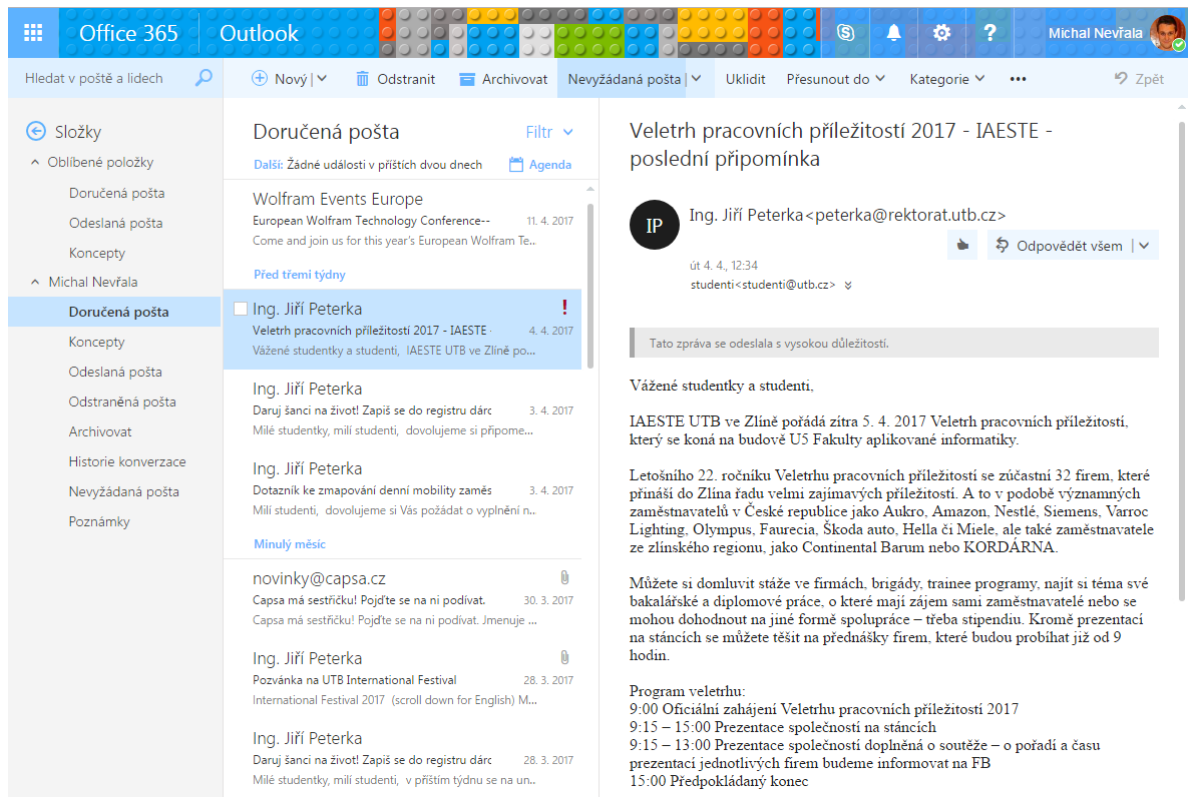 Office 365
Outlook
Michal Nevřala
Hledat v poště a lidech
Nový
Odstranit
Archivovat
Nevyžádaná pošta
Uklidit
Přesunout do
Kategorie
Zpět
Složky
Oblíbené položky
Doručená pošta
Odeslaná pošta
Koncepty
Michal Nevřala
Doručená pošta
Koncepty
Odeslaná pošta
Odstraněná pošta
Archivovat
Historie konverzace
Nevyžádaná pošta
Poznámky
Doručená pošta
Filtr
Další: Žádné události v příštích dvou dnech
Agenda
Wolfram Events Europe
European Wolfram Technology Conference-- 11. 4. 2017
Come and join us for this year's European Wolfram Te...
Před třemi týdny
Ing. Jiří Peterka !
Veletrh pracovních příležitostí 2017 - IAESTE - 4. 4. 2017
Vážené studentky a studenti, IAESTE UTB ve Zlíně po...
Ing. Jiří Peterka
Daruj šanci na život! Zapiš se do registru dárc 3. 4. 2017
Milé studentky, milí studenti, dovolujeme si připome...
Ing. Jiří Peterka
Dotazník ke zmapování denní mobility zaměs 3. 4. 2017
Milí studenti, dovolujeme si Vás požádat o vyplnění n...
Minulý měsíc
novinky@capsa.cz
Capsa má sestřičku! Pojďte se na ni podívat. 30. 3. 2017
Capsa má sestřičku! Pojďte se na ni podívat. Jmenuje ...
Ing. Jiří Peterka
Pozvánka na UTB International Festival 28. 3. 2017
International Festival 2017 (scroll down for English) M...
Ing. Jiří Peterka
Daruj šanci na život! Zapiš se do registru dárc 28. 3. 2017
Milé studentky, milí studenti, v příštím týdnu se na un...
Veletrh pracovních příležitostí 2017 - IAESTE -
poslední připomínka
IP
Ing. Jiří Peterka<peterka@rektorat.utb.cz>
Odpovědět všem
út 4. 4., 12:34
studenti<studenti@utb.cz>
Tato zpráva se odeslala s vysokou důležitostí.
Vážené studentky a studenti,
IAESTE UTB ve Zlíně pořádá zítra 5. 4. 2017 Veletrh pracovních příležitostí,
který se koná na budově U5 Fakulty aplikované informatiky.
Letošního 22. ročníku Veletrhu pracovních příležitostí se zúčastní 32 firem, které
přináší do Zlína řadu velmi zajímavých příležitostí. A to v podobě významných
zaměstnavatelů v České republice jako Aukro, Amazon, Nestlé, Siemens, Varroc
Lighting, Olympus, Faurecia, Škoda auto, Hella či Miele, ale také zaměstnavatele
ze zlínského regionu, jako Continental Barum nebo KORDÁRNA.
Můžete si domluvit stáže ve firmách, brigády, trainee programy, najít si téma své
bakalářské a diplomové práce, o které mají zájem sami zaměstnavatelé nebo se
mohou dohodnout na jiné formě spolupráce – třeba stipendiu. Kromě prezentací
na stáncích se můžete těšit na přednášky firem, které budou probíhat již od 9
hodin.
Program veletrhu:
9:00 Oficiální zahájení Veletrhu pracovních příležitostí 2017
9:15 – 15:00 Prezentace společností na stáncích
9:15 – 13:00 Prezentace společností doplněná o soutěže – o pořadí a času
prezentací jednotlivých firem budeme informovat na FB
15:00 Předpokládaný konec